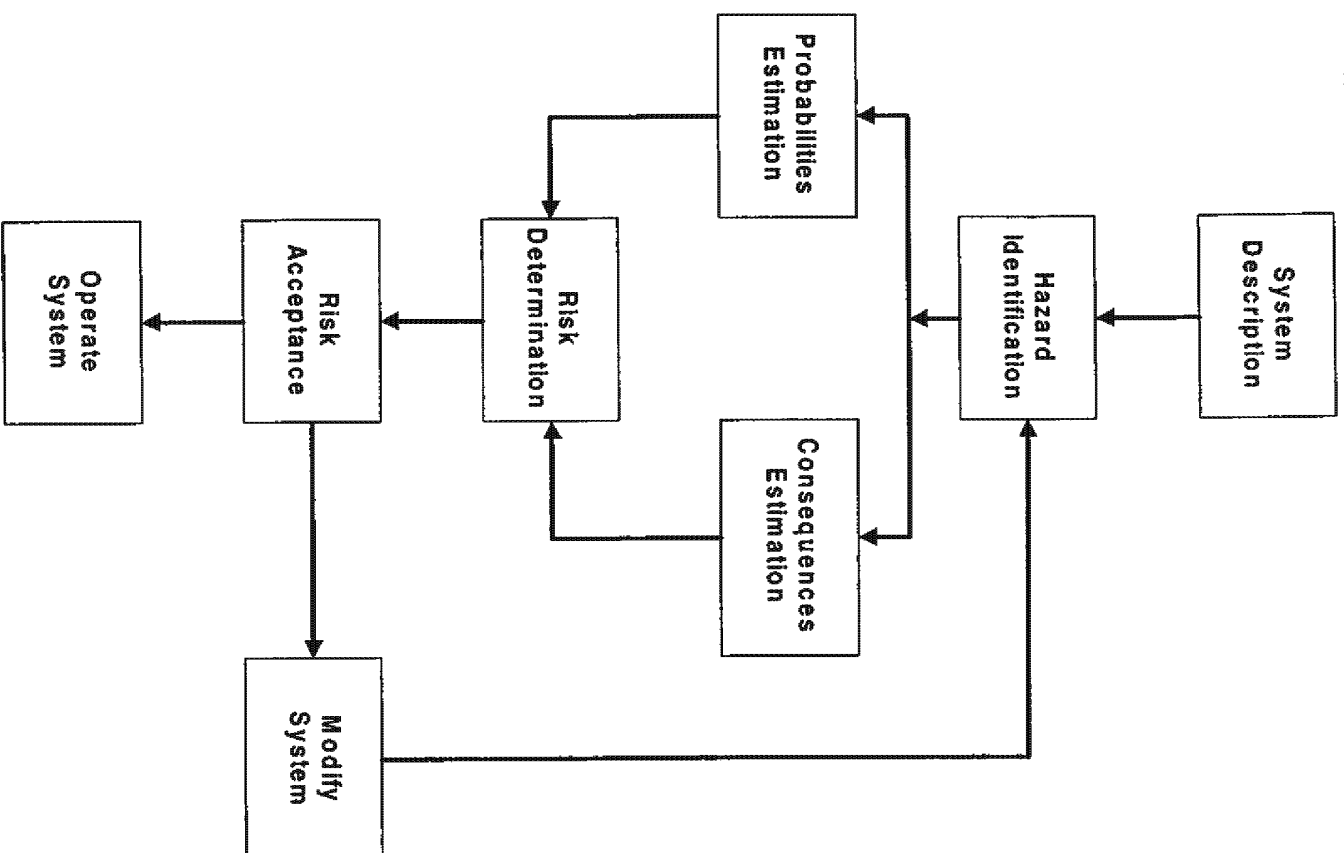 System
Description
Hazard
Identification
Probabilities
Estimation
Consequences
Estimation
Risk
Determination
Risk
Acceptance
Modify
System
Operate
System